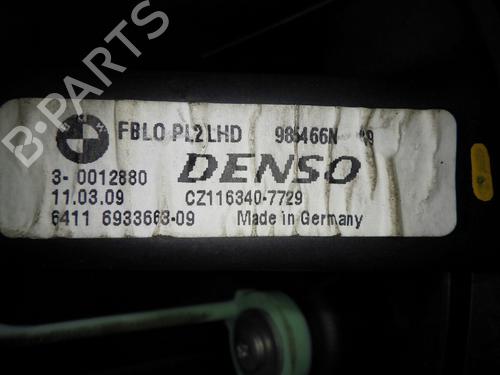 B-PARTS
FBLO PL2 LHD
DENSO
3- 0012880
11.03.09 CZ116340-7729
6411 6933663-09 Made in Germany